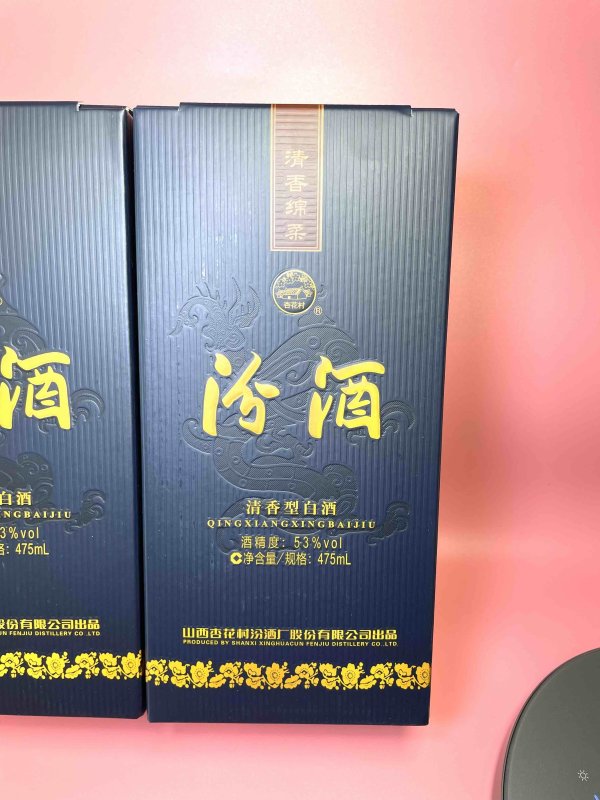 清香绵柔
杏花村
®
汾酒
清香型白酒
QINGXIANGXINGBAIJIU
酒精度：53%vol
净含量/规格：475mL
山西杏花村汾酒厂股份有限公司出品
PRODUCED BY SHANXI XINGHUACUN FENJIU DISTILLERY CO.,LTD.
酒
白酒
NGBAIJIU
3%vol
格：475mL
股份有限公司出品
UN FENJIU DISTILLERY CO.,LTD.